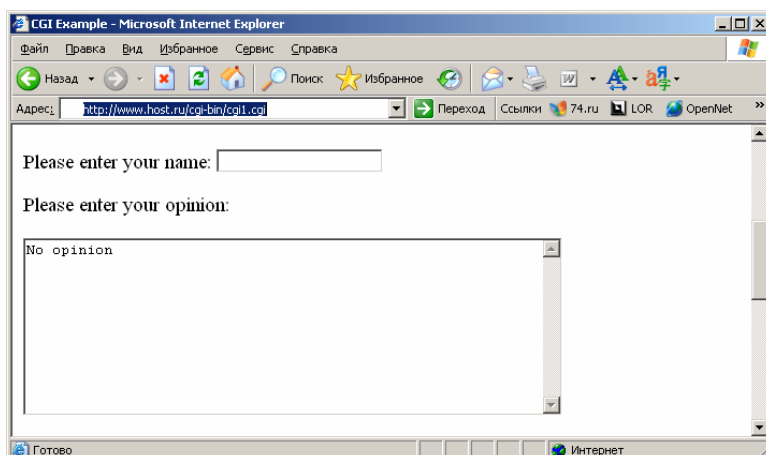 CGI Example - Microsoft Internet Explorer
Файл Правка Вид Избранное Сервис Справка
Назад Поиск Избранное
Адрес: http://www.host.ru/cgi-bin/cgi1.cgi Переход Ссылки 74.ru LOR OpenNet »
Please enter your name:
Please enter your opinion:
No opinion
Готово Интернет